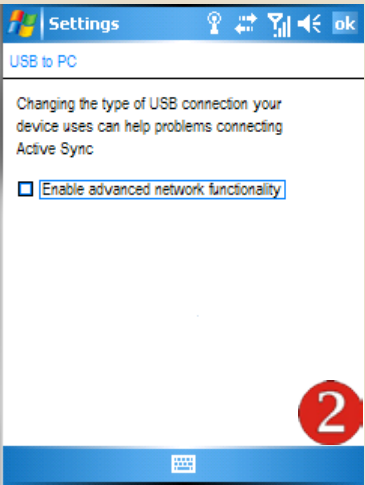 Settings
ok
USB to PC
Changing the type of USB connection your
device uses can help problems connecting
Active Sync
Enable advanced network functionality
2